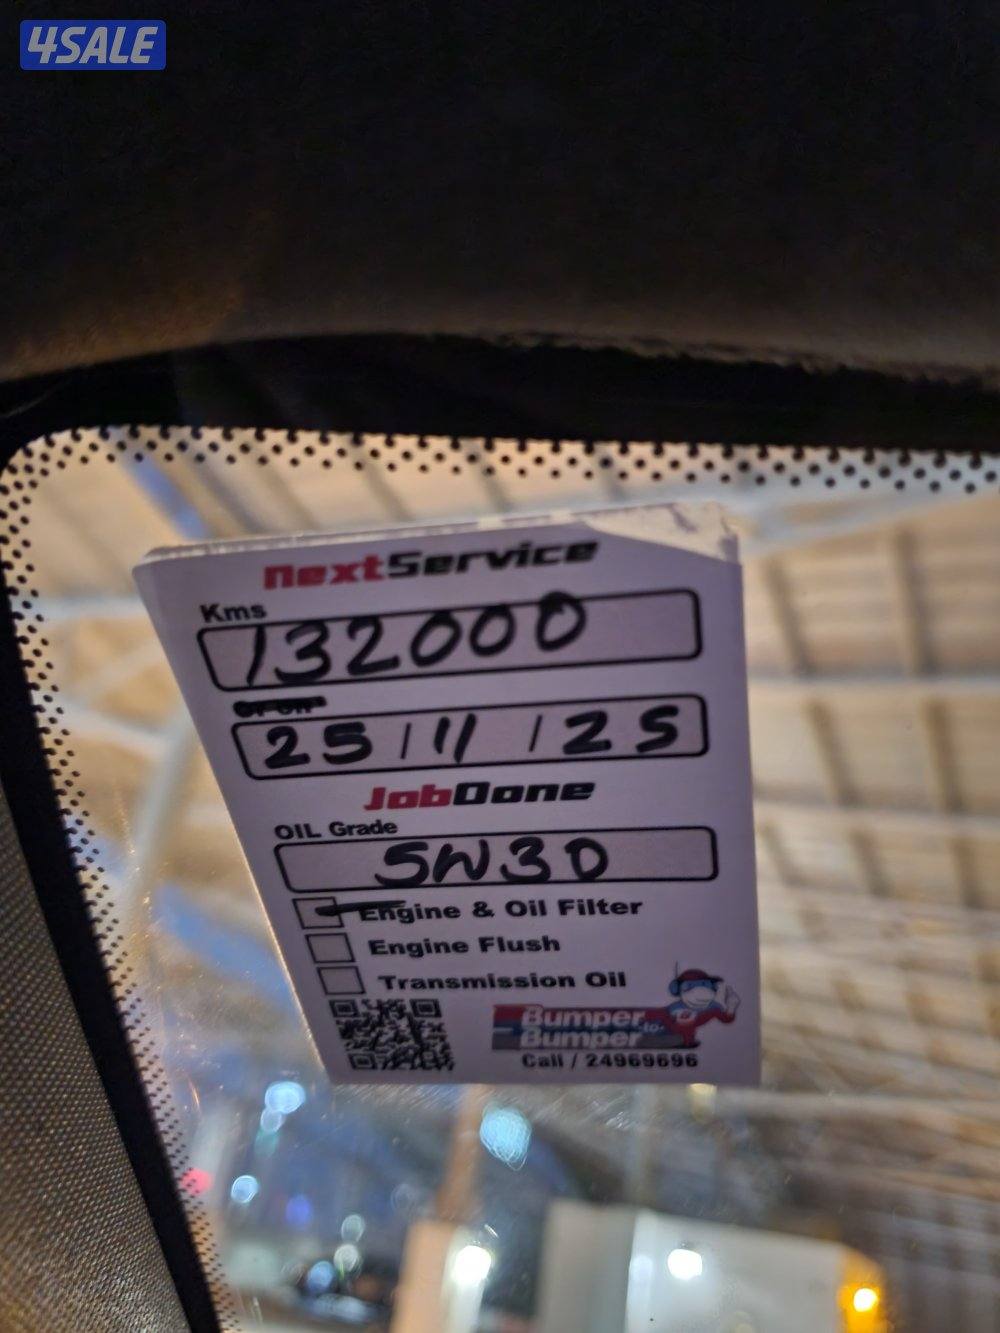 4SALE
NextService
Kms
132000
25/11/25
JobDone
OIL Grade
5W30
Engine & Oil Filter
Engine Flush
Transmission Oil
Bumper
-to-
Bumper
Call / 24969696